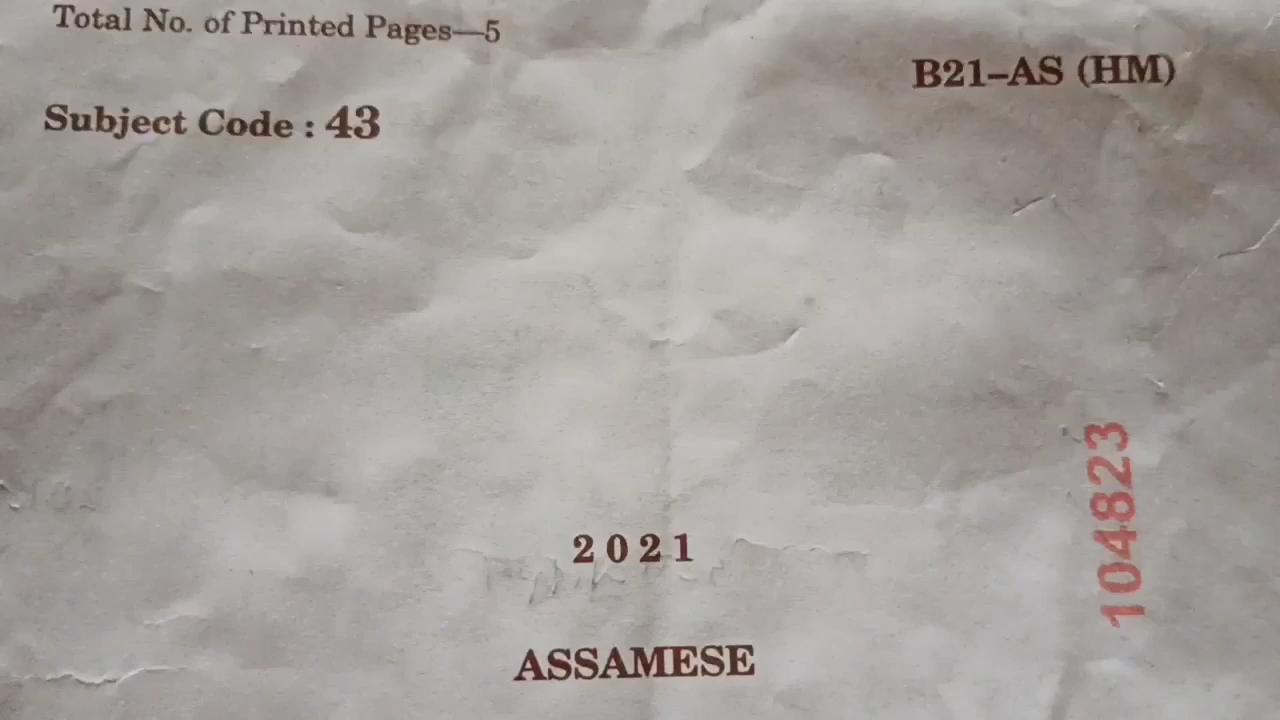 Total No. of Printed Pages—5
B21–AS (HM)
Subject Code : 43
104823
2021
ASSAMESE